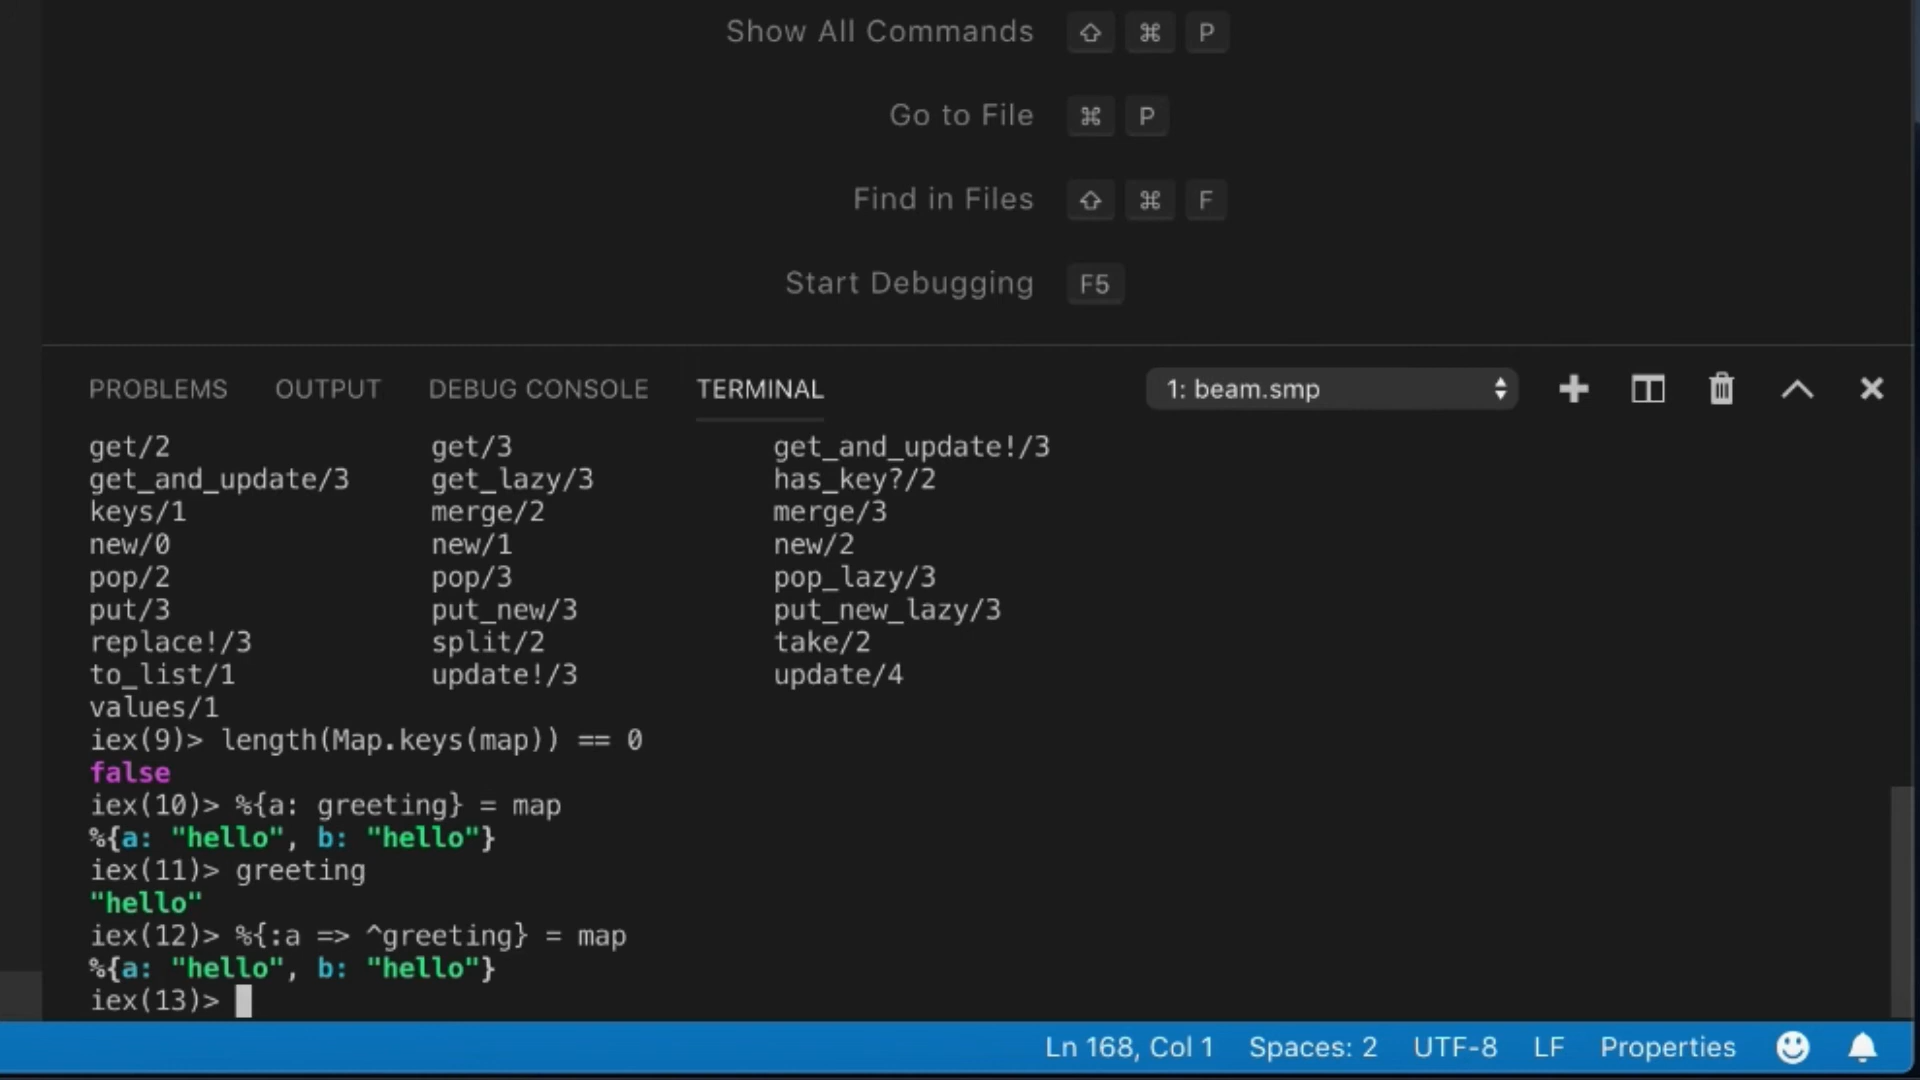 Show All Commands ⇧ ⌘ P
Go to File ⌘ P
Find in Files ⇧ ⌘ F
Start Debugging F5
PROBLEMS OUTPUT DEBUG CONSOLE TERMINAL 1: beam.smp
get/2 get/3 get_and_update!/3
get_and_update/3 get_lazy/3 has_key?/2
keys/1 merge/2 merge/3
new/0 new/1 new/2
pop/2 pop/3 pop_lazy/3
put/3 put_new/3 put_new_lazy/3
replace!/3 split/2 take/2
to_list/1 update!/3 update/4
values/1
iex(9)> length(Map.keys(map)) == 0
false
iex(10)> %{a: greeting} = map
%{a: "hello", b: "hello"}
iex(11)> greeting
"hello"
iex(12)> %{:a => ^greeting} = map
%{a: "hello", b: "hello"}
iex(13)>
Ln 168, Col 1 Spaces: 2 UTF-8 LF Properties